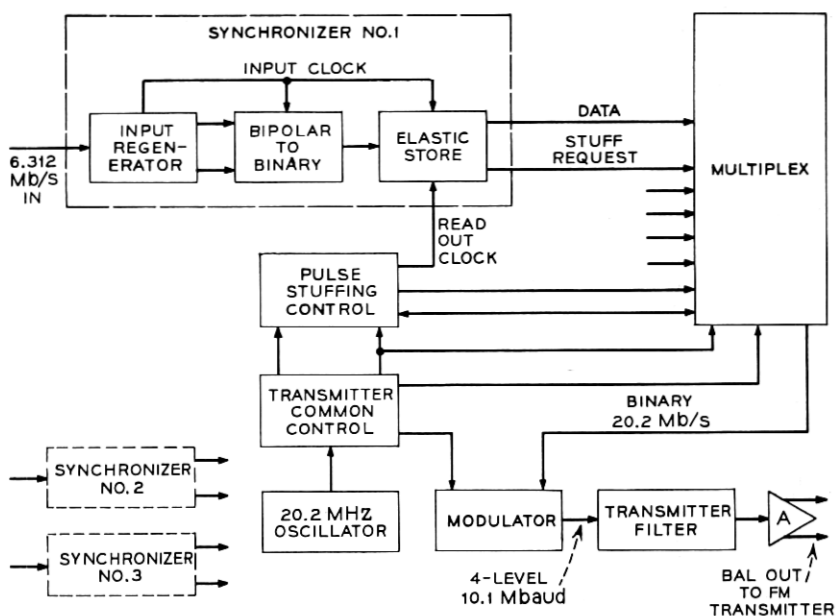 SYNCHRONIZER NO.1
INPUT CLOCK
INPUT
REGEN-
ERATOR
BIPOLAR
TO
BINARY
ELASTIC
STORE
6.312
Mb/s
IN
DATA
STUFF
REQUEST
MULTIPLEX
READ
OUT
CLOCK
PULSE
STUFFING
CONTROL
TRANSMITTER
COMMON
CONTROL
BINARY
20.2 Mb/s
SYNCHRONIZER
NO.2
20.2 MHz
OSCILLATOR
MODULATOR
TRANSMITTER
FILTER
A
SYNCHRONIZER
NO.3
4-LEVEL
10.1 Mbaud
BAL OUT
TO FM
TRANSMITTER